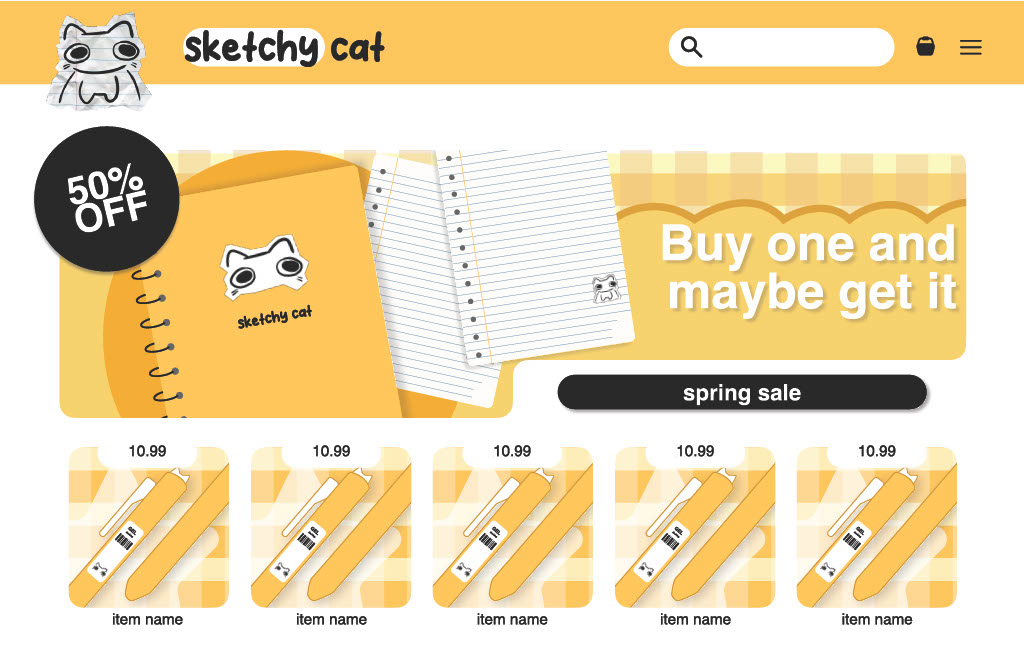 sketchy cat
50%
OFF
sketchy cat
Buy one and
maybe get it
spring sale
10.99
10.99
10.99
10.99
10.99
item name
item name
item name
item name
item name